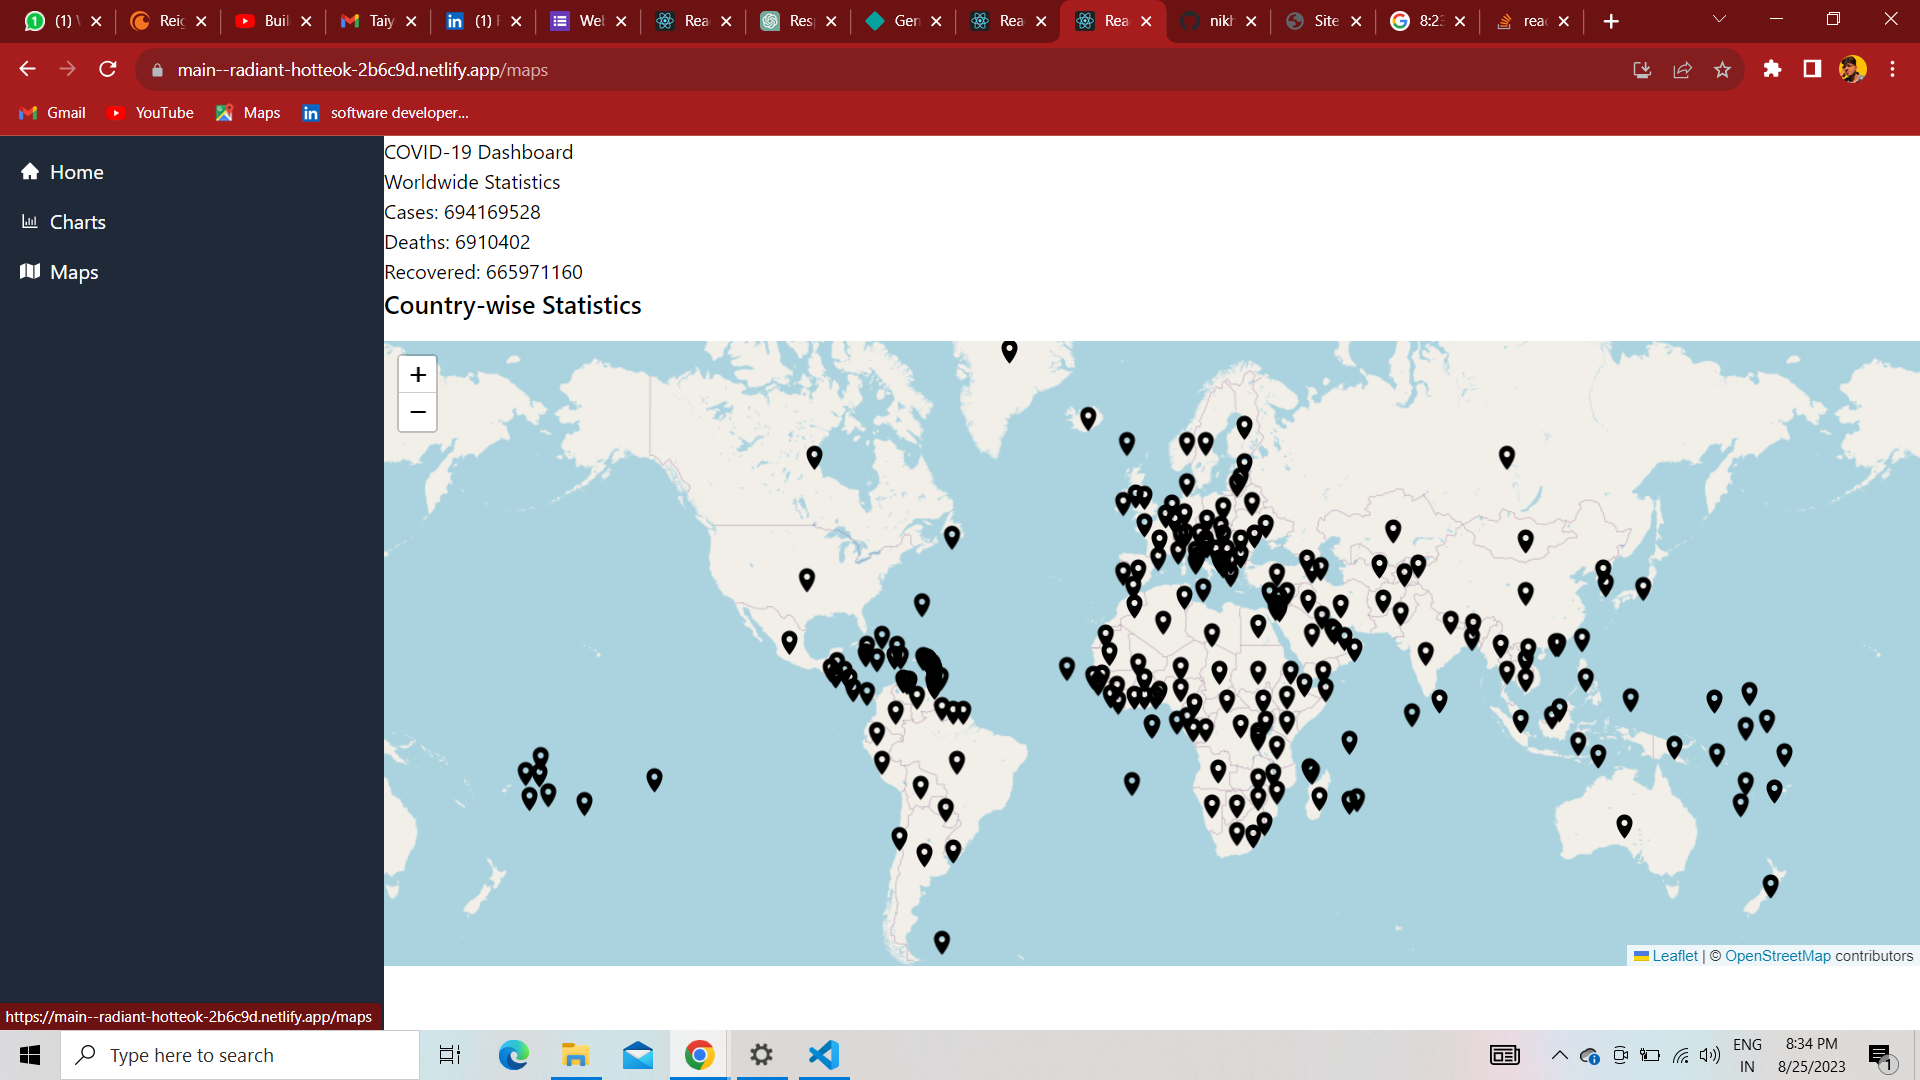 (1) V
Reig
Buil
Taiy
(1) F
Web
Rea
Resp
Gen
Rea
Rea
nikh
Site
8:23
reac
main--radiant-hotteok-2b6c9d.netlify.app/maps
Gmail YouTube Maps software developer...
Home
Charts
Maps
COVID-19 Dashboard
Worldwide Statistics
Cases: 694169528
Deaths: 6910402
Recovered: 665971160
Country-wise Statistics
+
−
Leaflet | © OpenStreetMap contributors
https://main--radiant-hotteok-2b6c9d.netlify.app/maps
Type here to search
ENG
IN
8:34 PM
8/25/2023
1